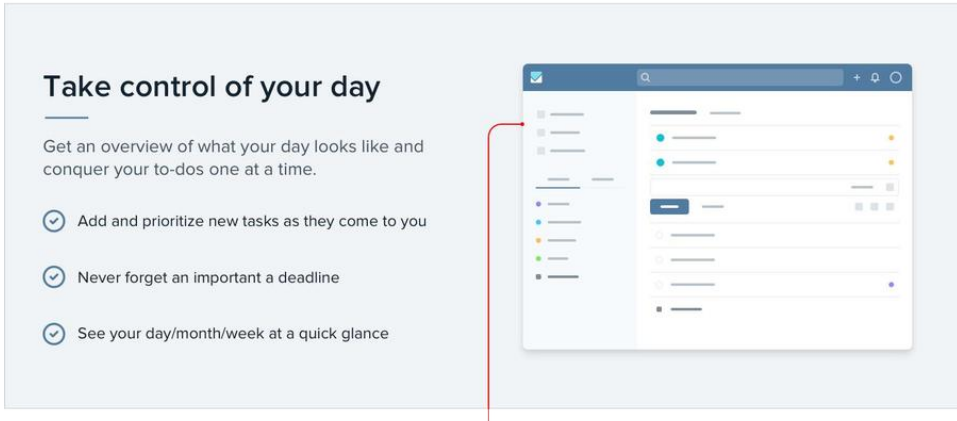 Take control of your day
Get an overview of what your day looks like and
conquer your to-dos one at a time.
Add and prioritize new tasks as they come to you
Never forget an important a deadline
See your day/month/week at a quick glance